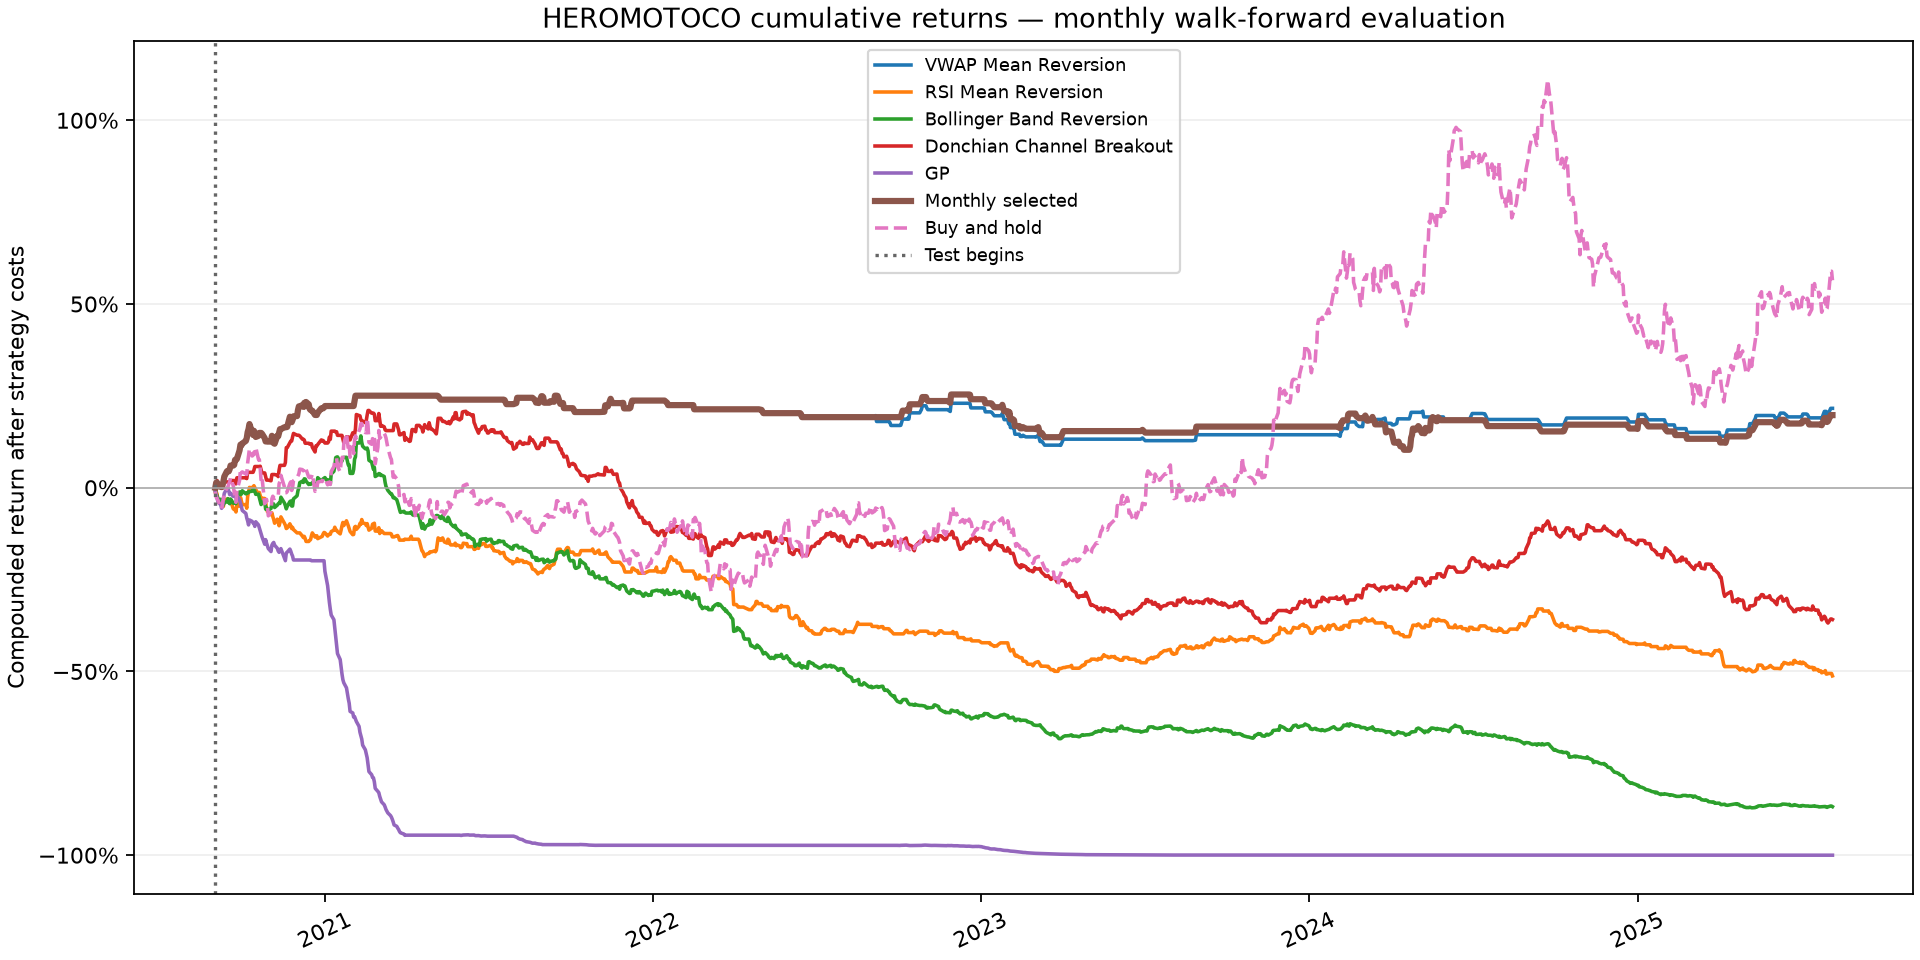 HEROMOTOCO cumulative returns — monthly walk-forward evaluation
VWAP Mean Reversion
RSI Mean Reversion
Bollinger Band Reversion
Donchian Channel Breakout
GP
Monthly selected
Buy and hold
Test begins
Compounded return after strategy costs
100%
50%
0%
−50%
−100%
2021
2022
2023
2024
2025